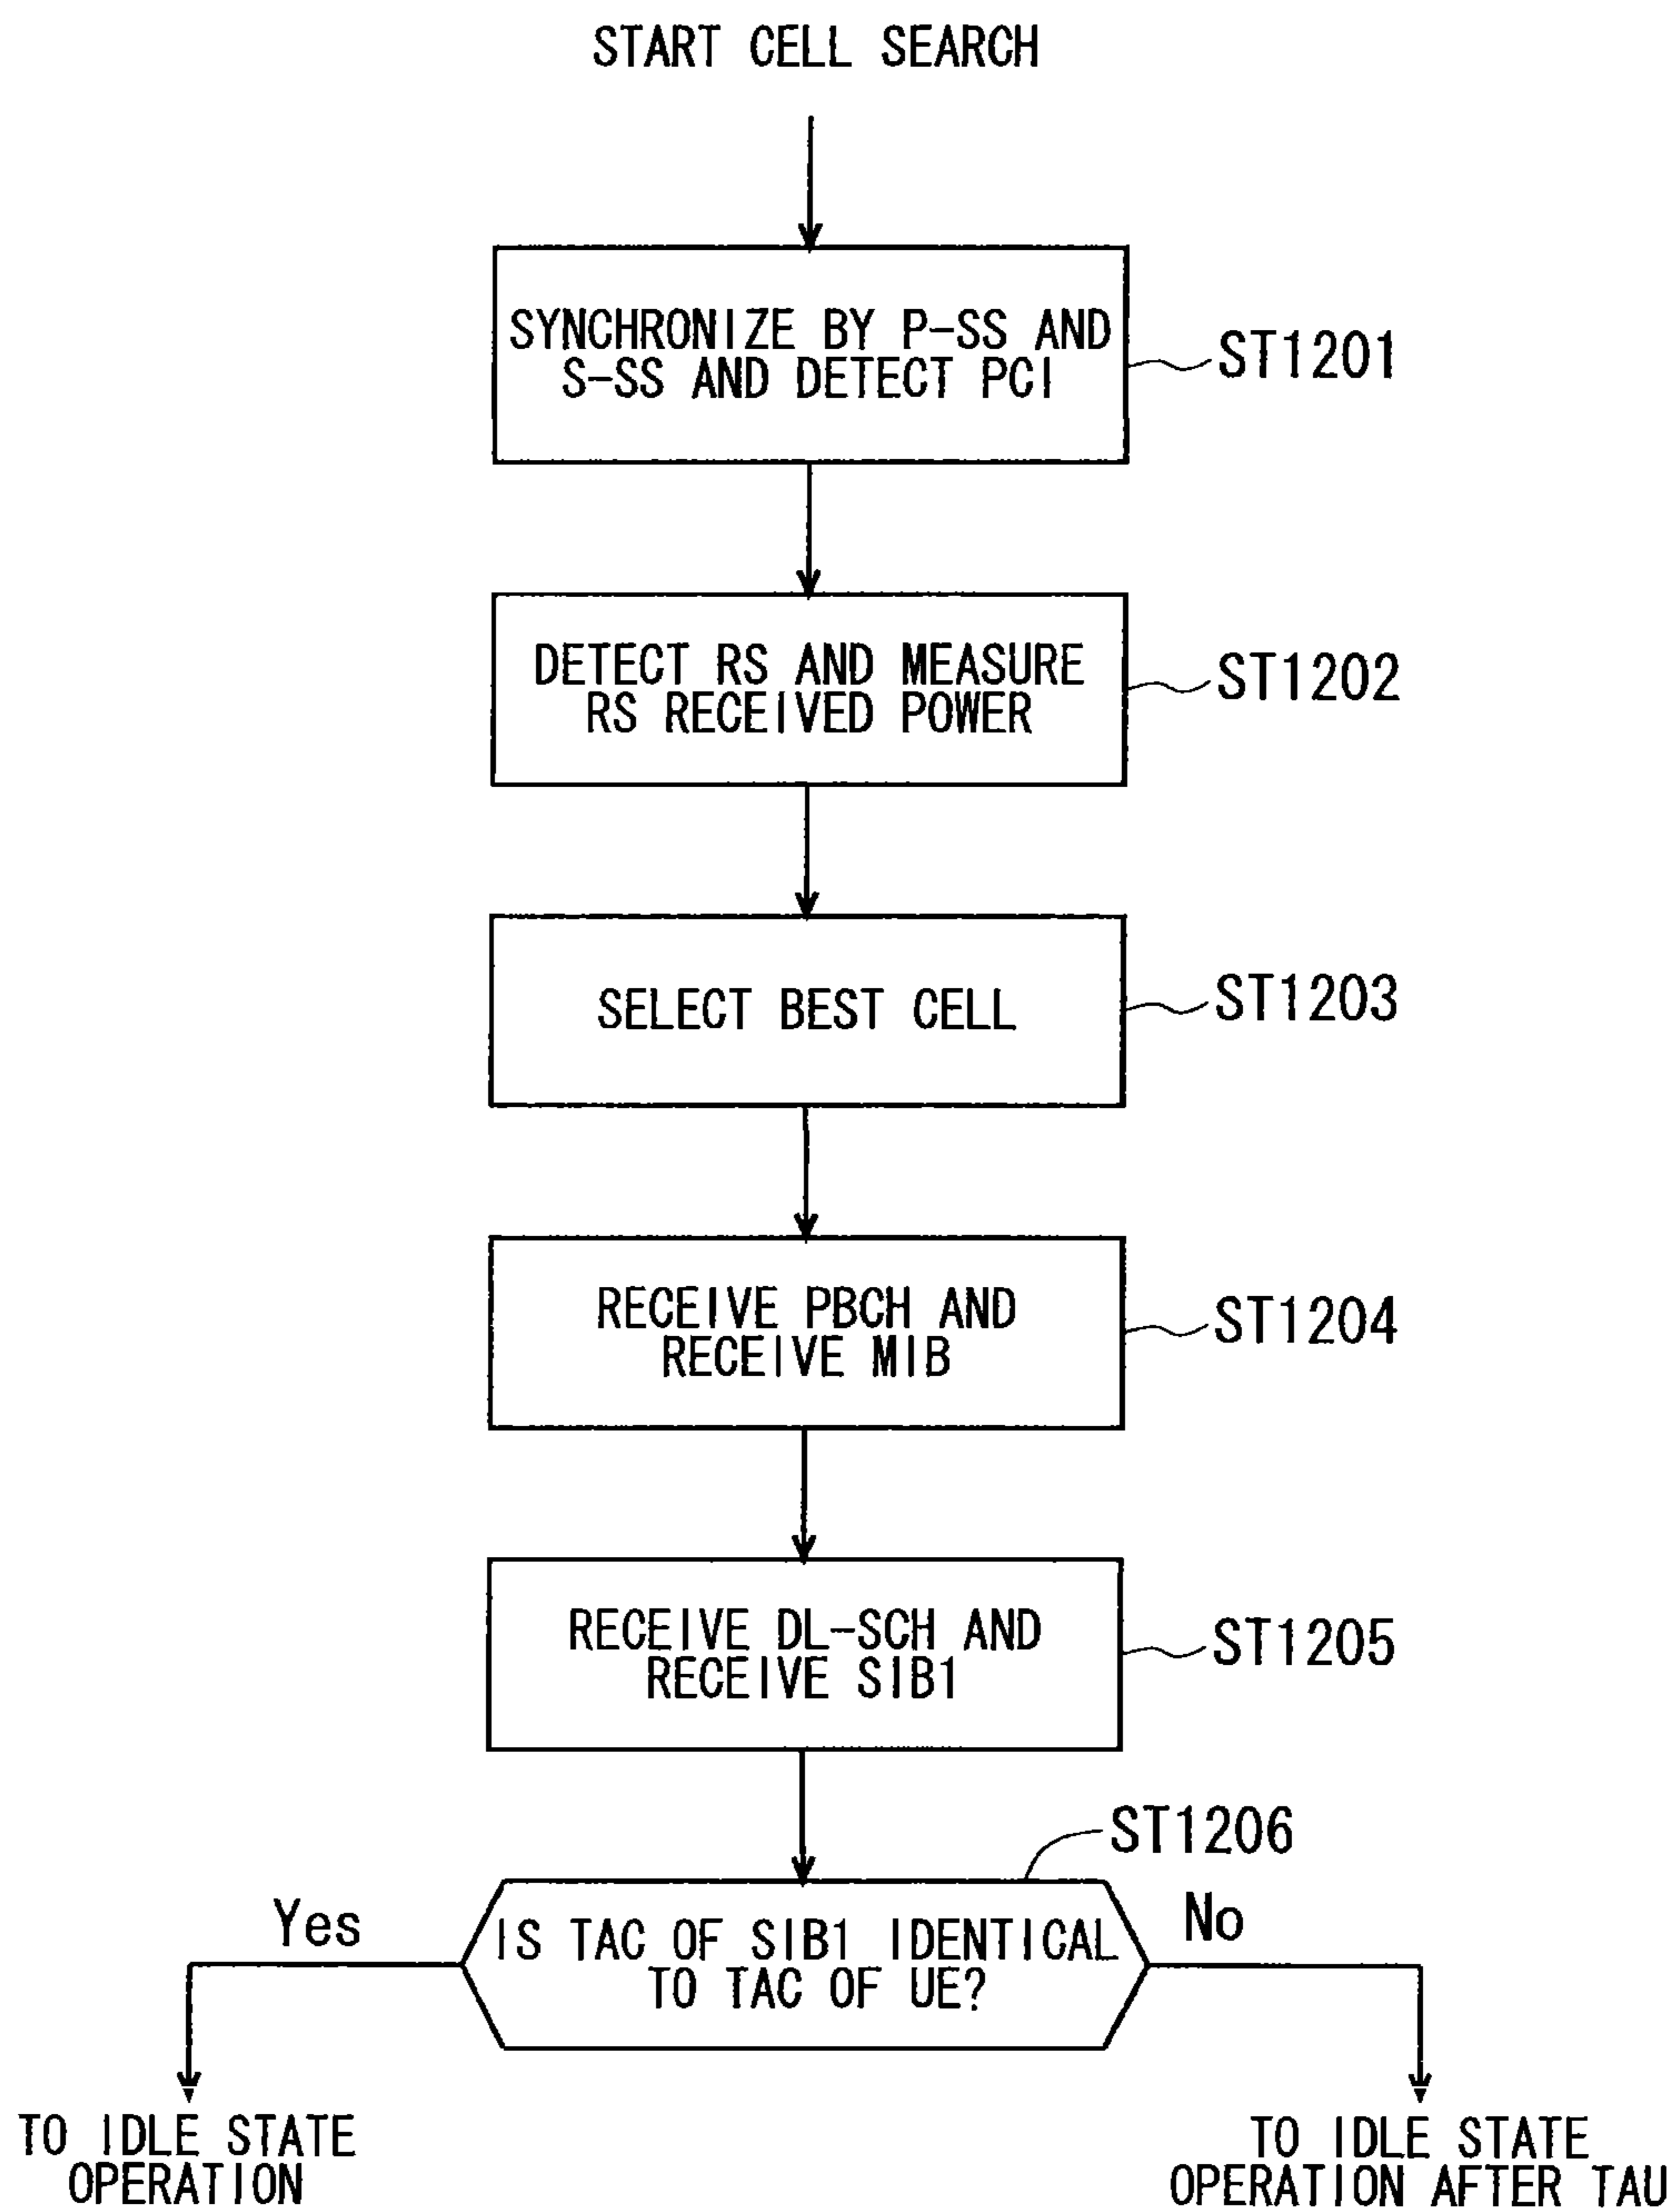 START CELL SEARCH
SYNCHRONIZE BY P-SS AND
S-SS AND DETECT PCI
ST1201
DETECT RS AND MEASURE
RS RECEIVED POWER
ST1202
SELECT BEST CELL
ST1203
RECEIVE PBCH AND
RECEIVE MIB
ST1204
RECEIVE DL-SCH AND
RECEIVE SIB1
ST1205
ST1206
Yes
IS TAC OF SIB1 IDENTICAL
TO TAC OF UE?
No
TO IDLE STATE
OPERATION
TO IDLE STATE
OPERATION AFTER TAU